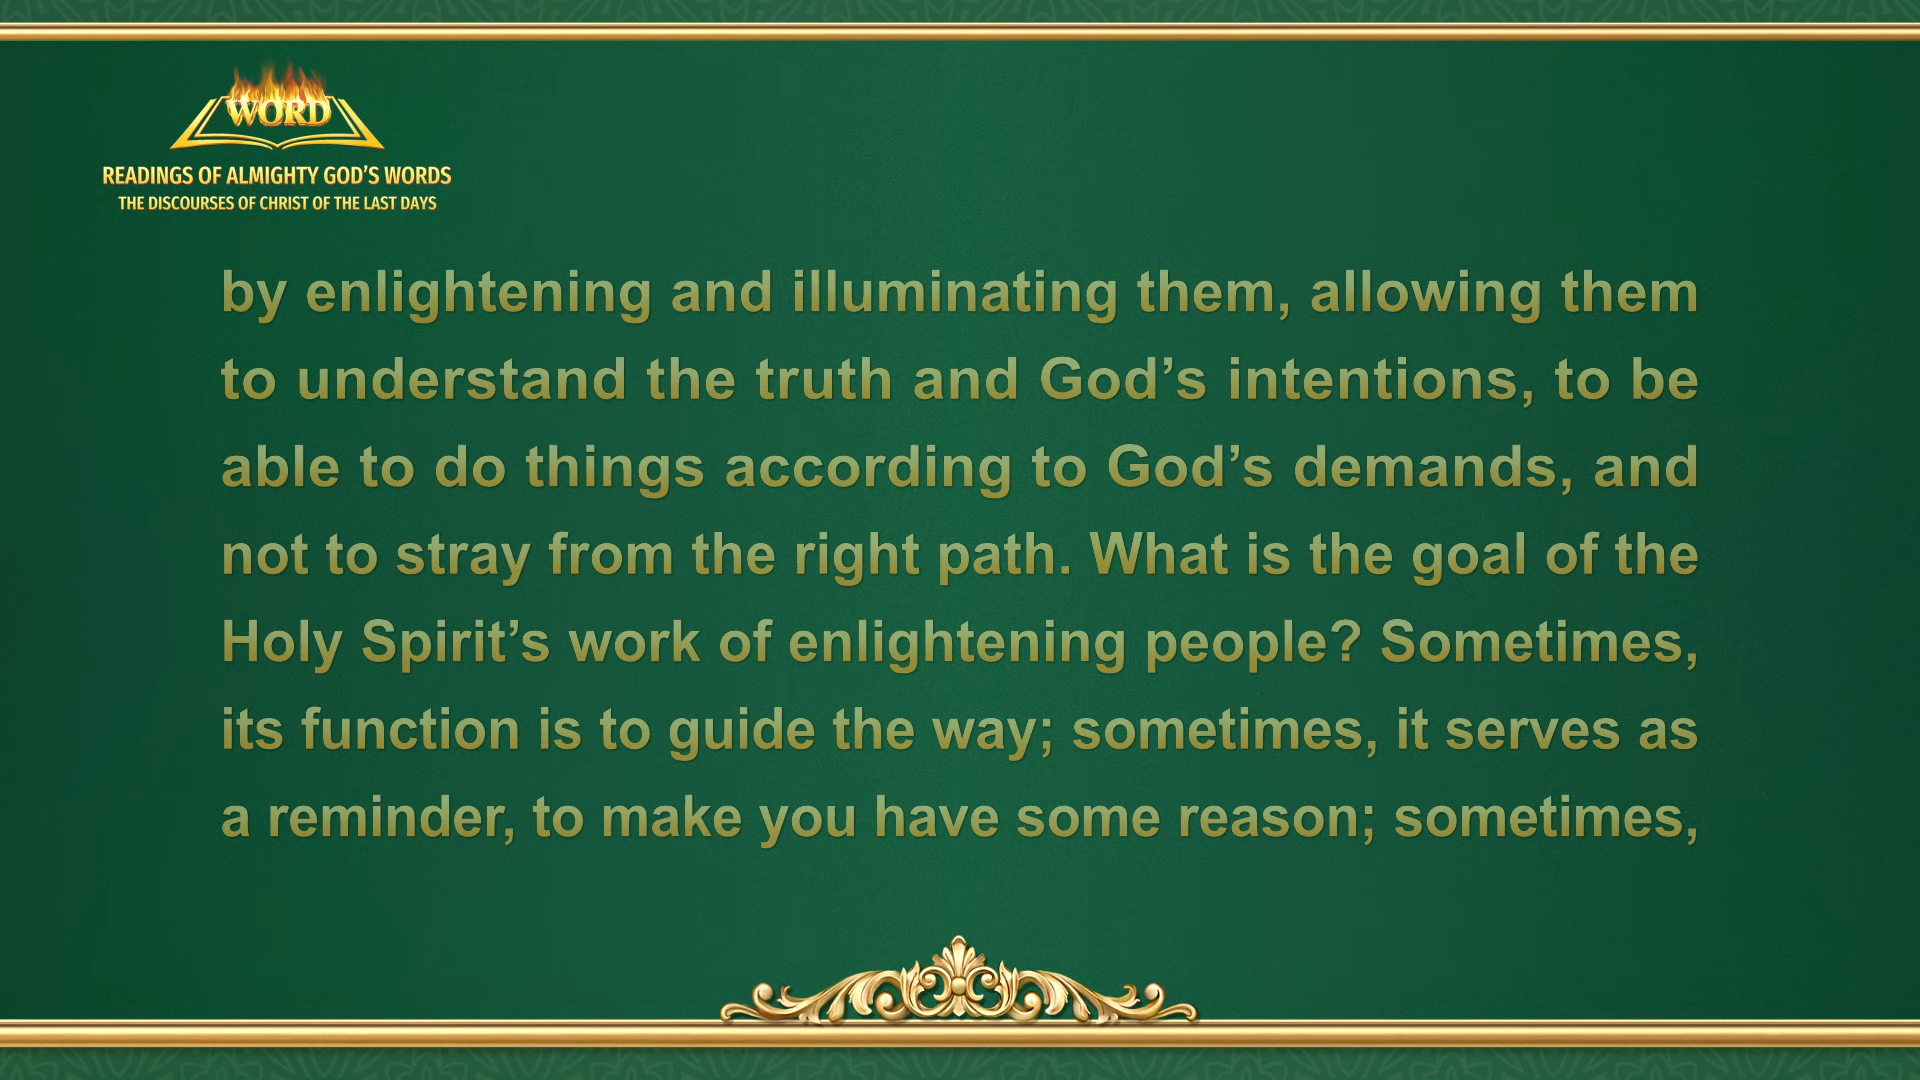 WORD
READINGS OF ALMIGHTY GOD’S WORDS
THE DISCOURSES OF CHRIST OF THE LAST DAYS
by enlightening and illuminating them, allowing them
to understand the truth and God’s intentions, to be
able to do things according to God’s demands, and
not to stray from the right path. What is the goal of the
Holy Spirit’s work of enlightening people? Sometimes,
its function is to guide the way; sometimes, it serves as
a reminder, to make you have some reason; sometimes,